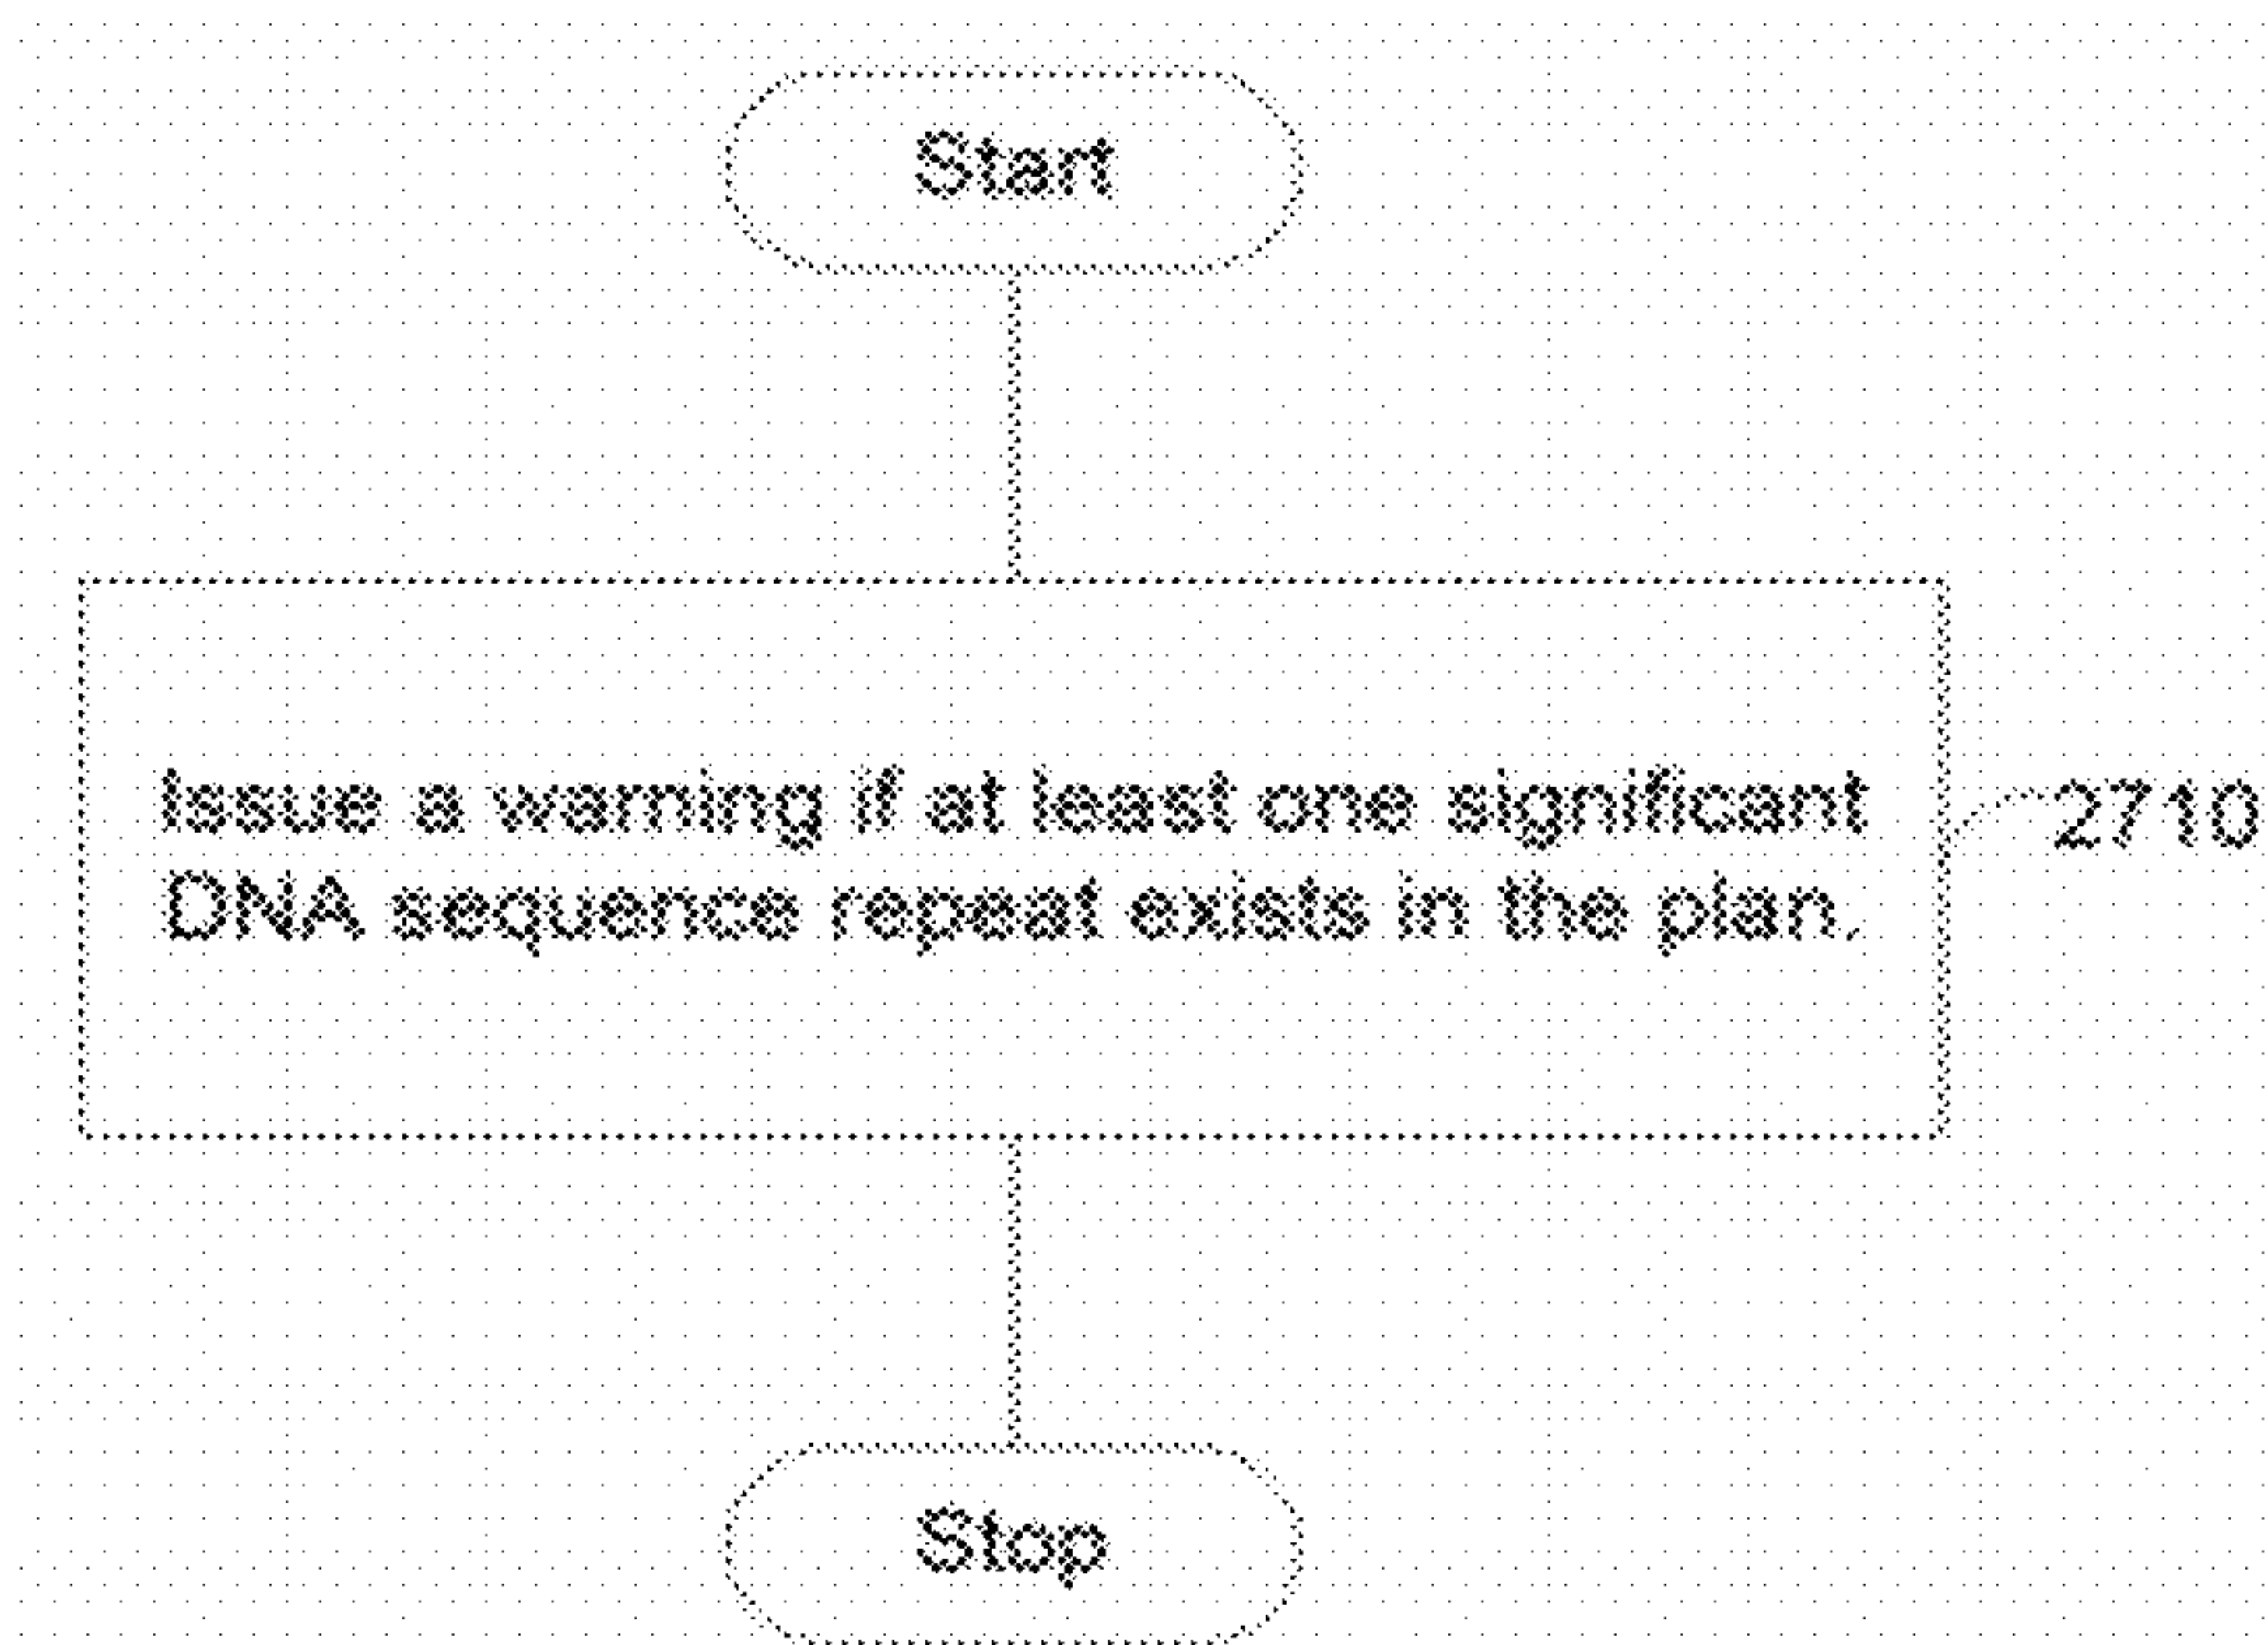 Start
Issue a warning if at least one significant
DNA sequence repeat exists in the plan.
2710
Stop